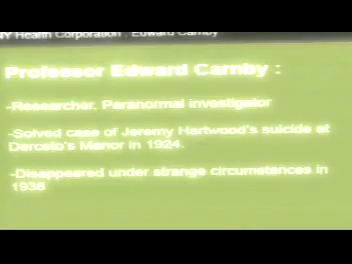 NY Health Corporation : Edward Carnby
Professor Edward Carnby :
-Researcher, Paranormal investigator
-Solved case of Jeremy Hartwood's suicide at
Derceto's Manor in 1924.
-Disappeared under strange circumstances in
1938